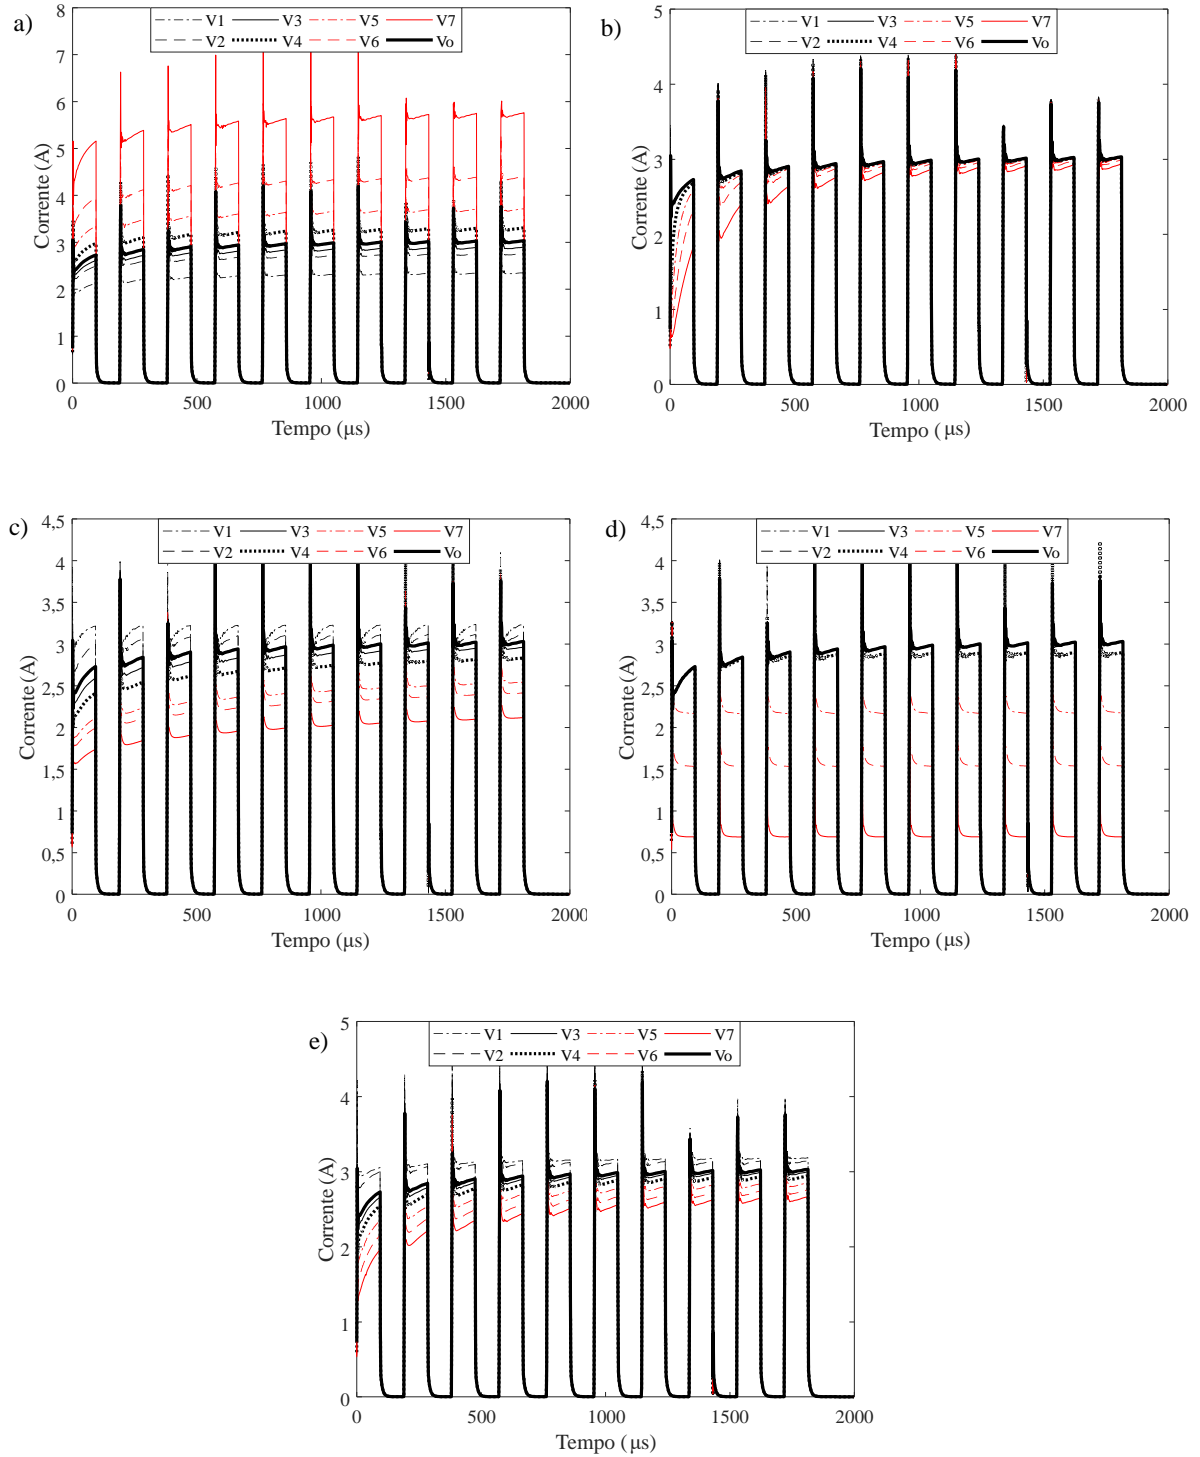 a)
8
7
6
5
4
3
2
1
0
V1 V3 V5 V7
V2 V4 V6 Vo
Corrente (A)
0 500 1000 1500 2000
Tempo (μs)
b)
5
4
3
2
1
0
V1 V3 V5 V7
V2 V4 V6 Vo
Corrente (A)
0 500 1000 1500 2000
Tempo (μs)
c)
4,5
4
3,5
3
2,5
2
1,5
1
0,5
0
V1 V3 V5 V7
V2 V4 V6 Vo
Corrente (A)
0 500 1000 1500 2000
Tempo (μs)
d)
4,5
4
3,5
3
2,5
2
1,5
1
0,5
0
V1 V3 V5 V7
V2 V4 V6 Vo
Corrente (A)
0 500 1000 1500 2000
Tempo (μs)
e)
5
4
3
2
1
0
V1 V3 V5 V7
V2 V4 V6 Vo
Corrente (A)
0 500 1000 1500 2000
Tempo (μs)